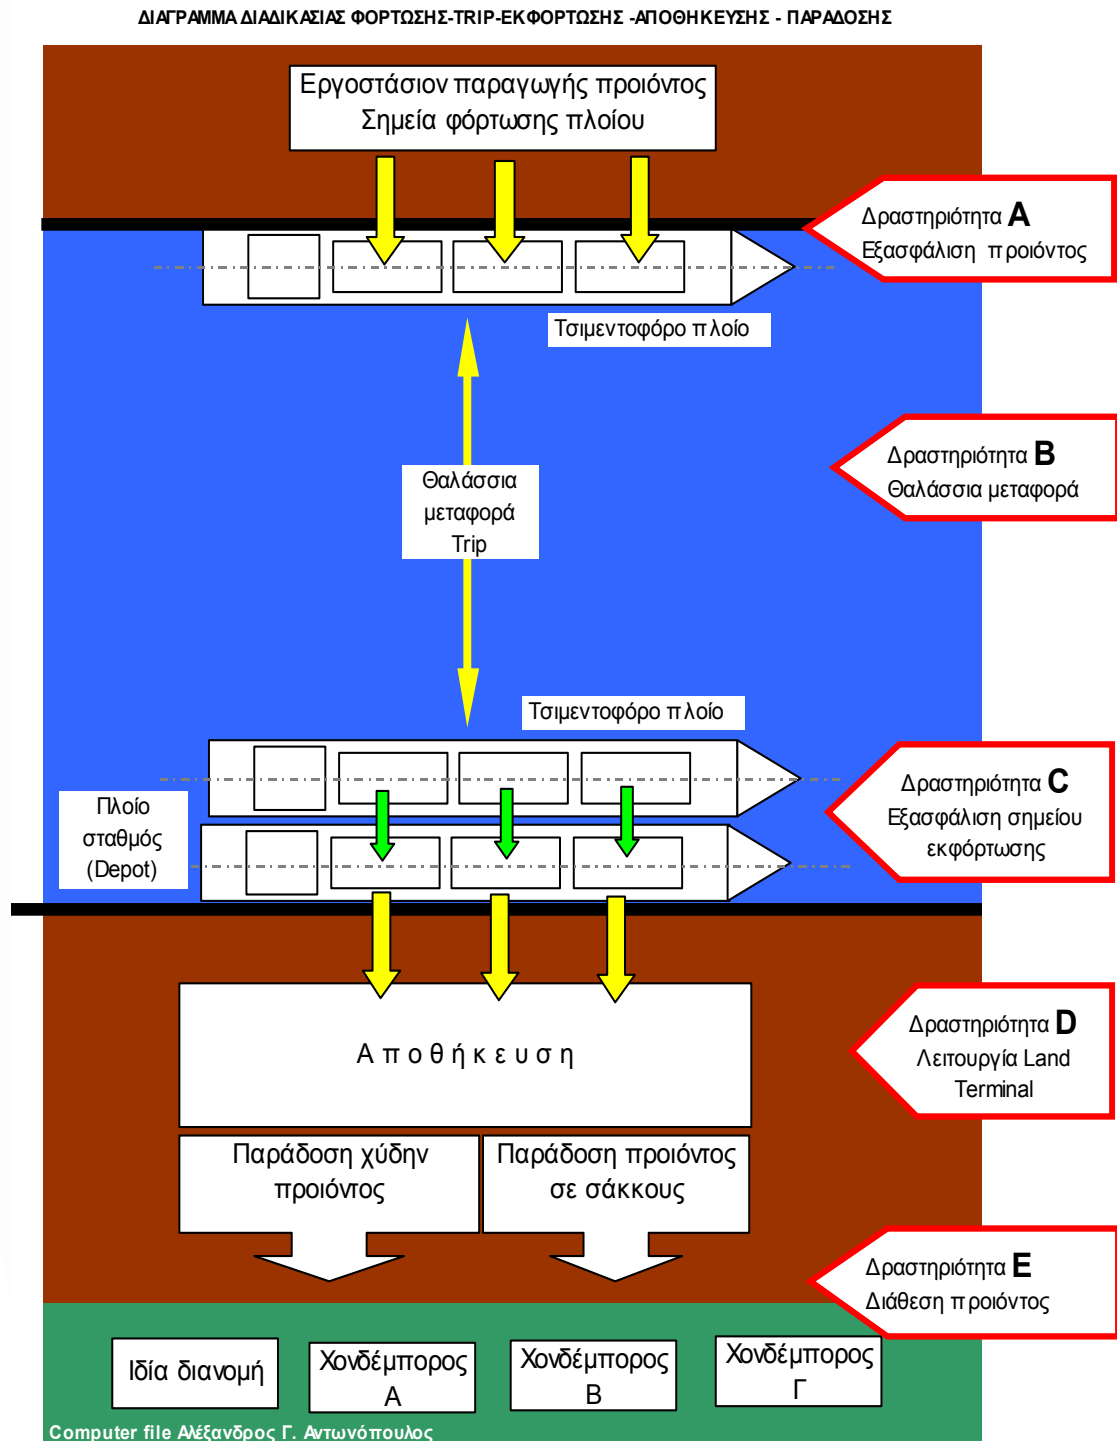 ΔΙΑΓΡΑΜΜΑ ΔΙΑΔΙΚΑΣΙΑΣ ΦΟΡΤΩΣΗΣ-TRIP-ΕΚΦΟΡΤΩΣΗΣ -ΑΠΟΘΗΚΕΥΣΗΣ - ΠΑΡΑΔΟΣΗΣ
Εργοστάσιον παραγωγής προιόντος
Σημεία φόρτωσης πλοίου
Δραστηριότητα A
Εξασφάλιση προιόντος
Τσιμεντοφόρο πλοίο
Δραστηριότητα B
Θαλάσσια μεταφορά
Θαλάσσια
μεταφορά
Trip
Τσιμεντοφόρο πλοίο
Πλοίο
σταθμός
(Depot)
Δραστηριότητα C
Εξασφάλιση σημείου
εκφόρτωσης
Αποθήκευση
Δραστηριότητα D
Λειτουργία Land
Terminal
Παράδοση χύδην
προιόντος
Παράδοση προιόντος
σε σάκκους
Δραστηριότητα E
Διάθεση προιόντος
Ιδία διανομή
Χονδέμπορος
Α
Χονδέμπορος
Β
Χονδέμπορος
Γ
Computer file Αλέξανδρος Γ. Αντωνόπουλος